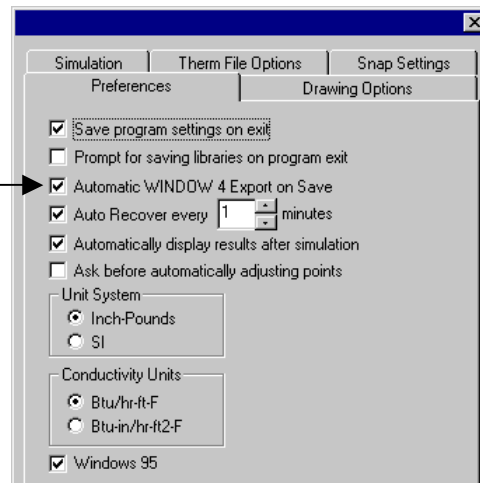 Simulation Therm File Options Snap Settings
Preferences Drawing Options
Save program settings on exit
Prompt for saving libraries on program exit
Automatic WINDOW 4 Export on Save
Auto Recover every 1 minutes
Automatically display results after simulation
Ask before automatically adjusting points
Unit System
Inch-Pounds
SI
Conductivity Units
Btu/hr-ft-F
Btu-in/hr-ft2-F
Windows 95